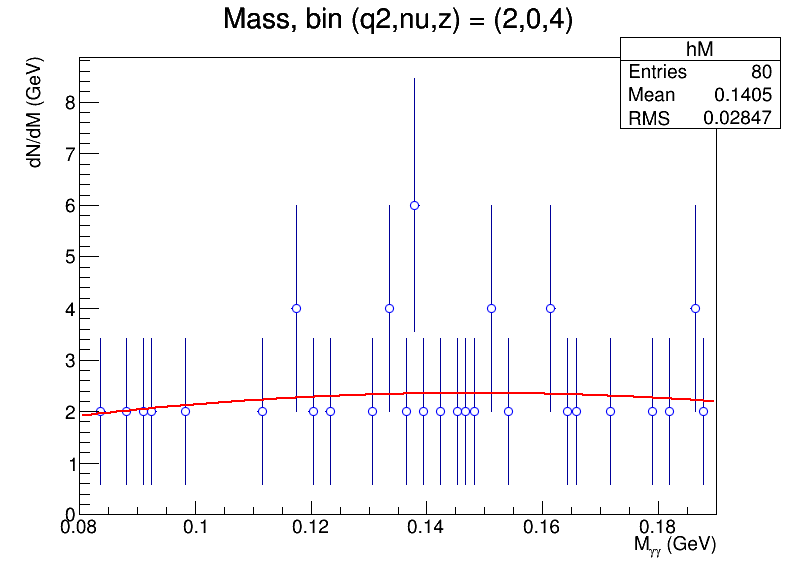 Mass, bin (q2,nu,z) = (2,0,4)
hM
Entries 80
Mean 0.1405
RMS 0.02847
dN/dM (GeV)
8
7
6
5
4
3
2
1
0
0.08 0.1 0.12 0.14 0.16 0.18
Mγγ (GeV)